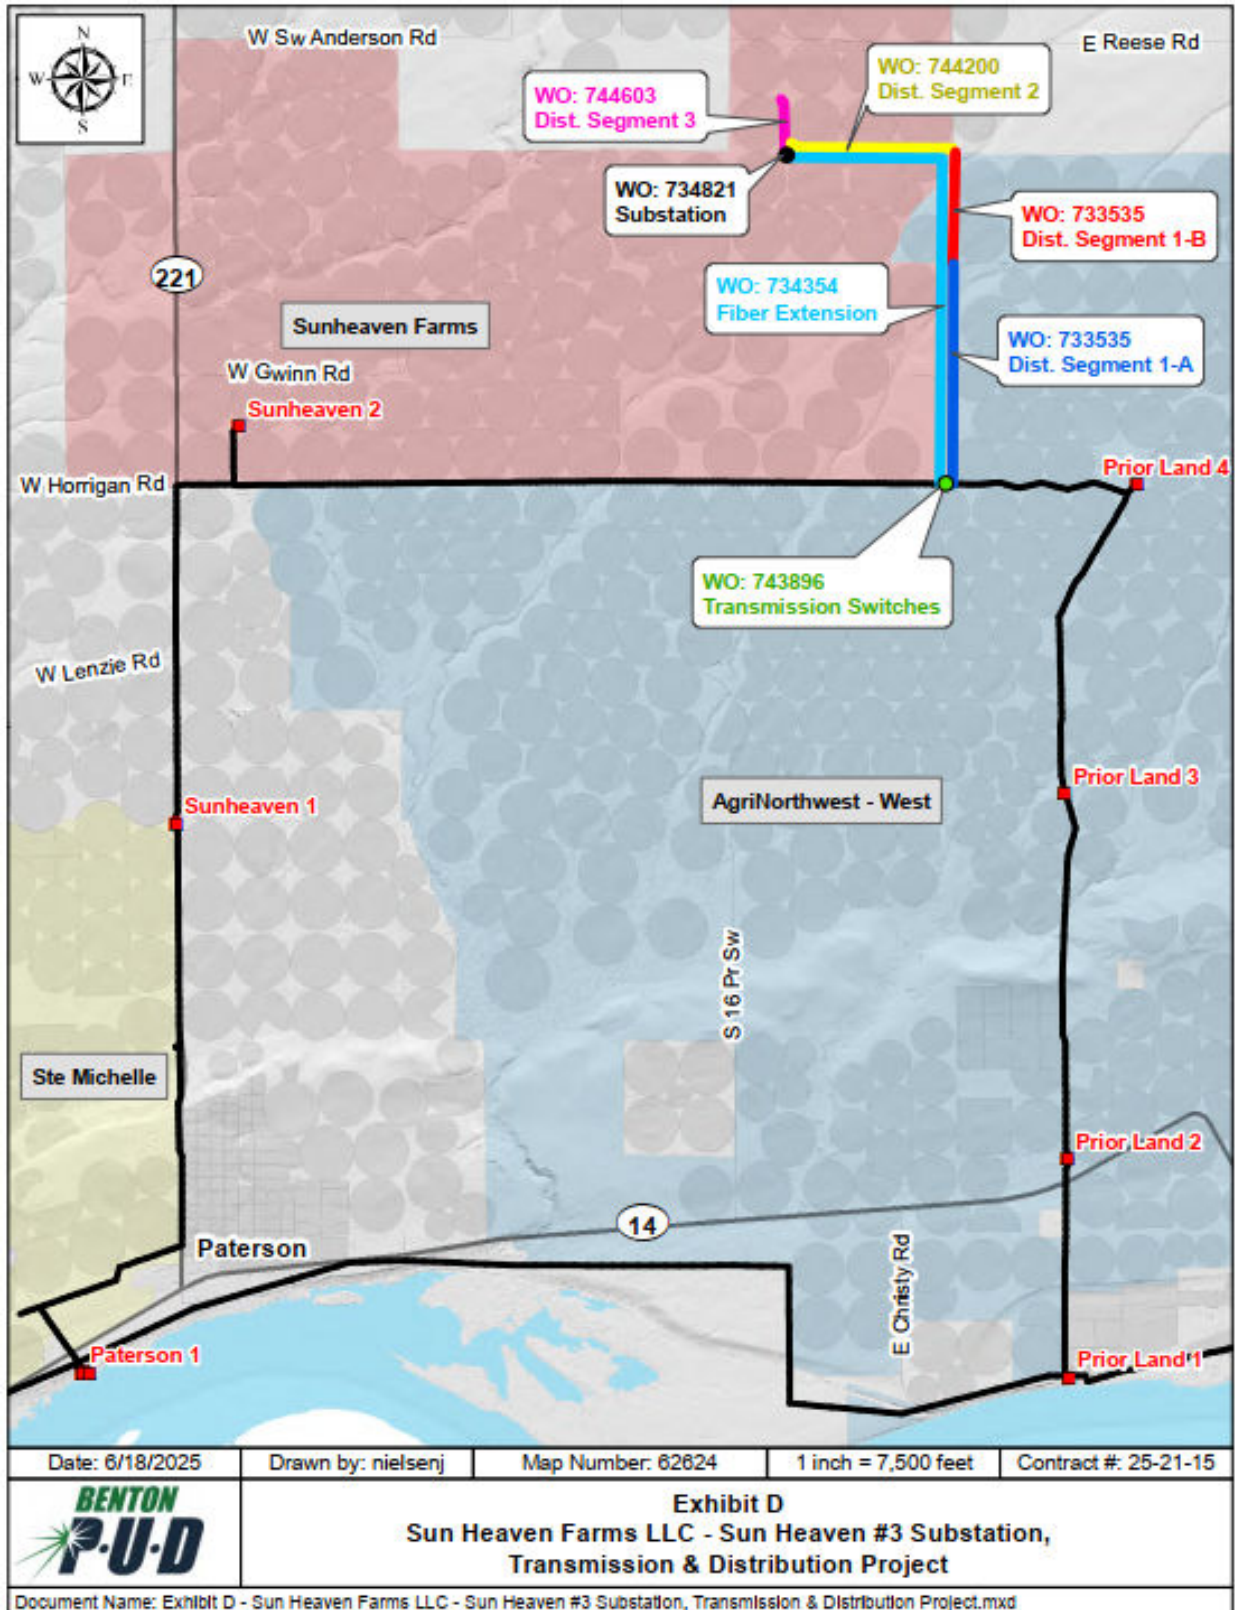 N
W E
S
W Sw Anderson Rd
E Reese Rd
WO: 744200
Dist. Segment 2
WO: 744603
Dist. Segment 3
WO: 734821
Substation
WO: 733535
Dist. Segment 1-B
221
WO: 734354
Fiber Extension
Sunheaven Farms
WO: 733535
Dist. Segment 1-A
W Gwinn Rd
Sunheaven 2
Prior Land 4
W Horrigan Rd
WO: 743896
Transmission Switches
W Lenzie Rd
Prior Land 3
AgriNorthwest - West
Sunheaven 1
S 16 Pr Sw
Ste Michelle
Prior Land 2
14
Paterson
E Christy Rd
Paterson 1
Prior Land 1
Date: 6/18/2025
Drawn by: nielsenj
Map Number: 62624
1 inch = 7,500 feet
Contract #: 25-21-15
BENTON
P·U·D
Exhibit D
Sun Heaven Farms LLC - Sun Heaven #3 Substation,
Transmission & Distribution Project
Document Name: Exhibit D - Sun Heaven Farms LLC - Sun Heaven #3 Substation, Transmission & Distribution Project.mxd